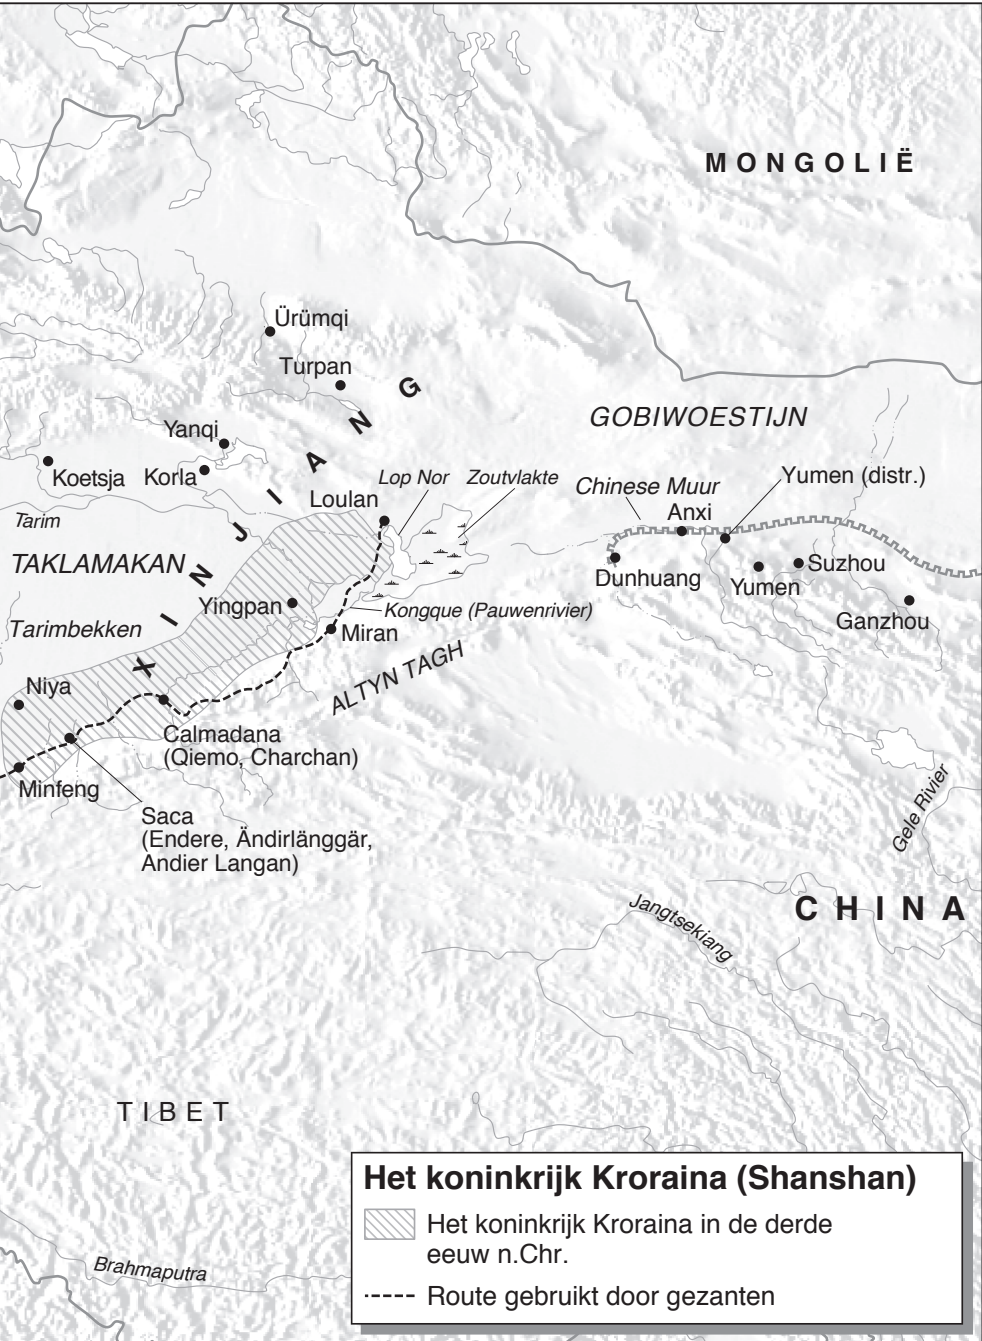 MONGOLIË
Ürümqi
Turpan
XINJIANG
GOBIWOESTIJN
Yanqi
Koetsja
Korla
Loulan
Lop Nor
Zoutvlakte
Chinese Muur
Yumen (distr.)
Anxi
Tarim
TAKLAMAKAN
Dunhuang
Yumen
Suzhou
Yingpan
Kongque (Pauwenrivier)
Ganzhou
Tarimbekken
Miran
ALTYN TAGH
Niya
Calmadana
(Qiemo, Charchan)
Minfeng
Saca
(Endere, Ändirlänggär,
Andier Langan)
Gele Rivier
CHINA
Jangtsekiang
TIBET
Brahmaputra
Het koninkrijk Kroraina (Shanshan)
Het koninkrijk Kroraina in de derde
eeuw n.Chr.
Route gebruikt door gezanten